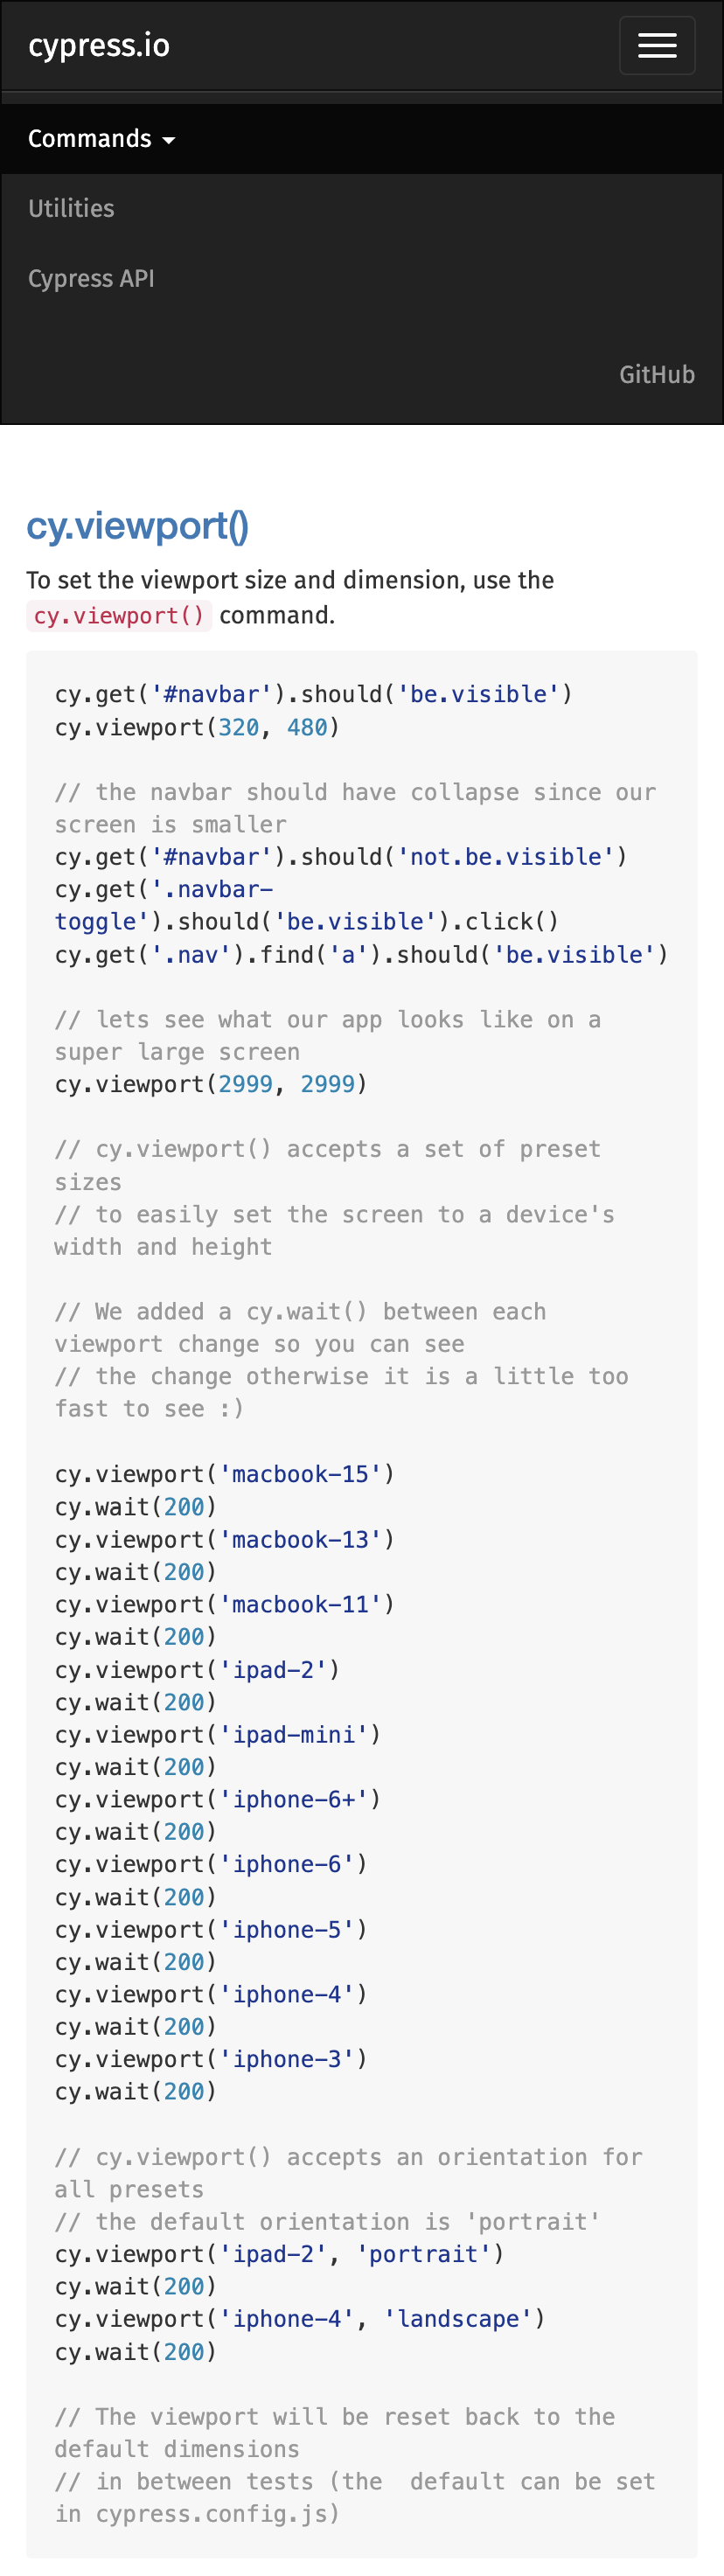 cypress.io
Commands
Utilities
Cypress API
GitHub
cy.viewport()
To set the viewport size and dimension, use the
cy.viewport() command.
cy.get('#navbar').should('be.visible')
cy.viewport(320, 480)
// the navbar should have collapse since our
screen is smaller
cy.get('#navbar').should('not.be.visible')
cy.get('.navbar-
toggle').should('be.visible').click()
cy.get('.nav').find('a').should('be.visible')
// lets see what our app looks like on a
super large screen
cy.viewport(2999, 2999)
// cy.viewport() accepts a set of preset
sizes
// to easily set the screen to a device's
width and height
// We added a cy.wait() between each
viewport change so you can see
// the change otherwise it is a little too
fast to see :)
cy.viewport('macbook-15')
cy.wait(200)
cy.viewport('macbook-13')
cy.wait(200)
cy.viewport('macbook-11')
cy.wait(200)
cy.viewport('ipad-2')
cy.wait(200)
cy.viewport('ipad-mini')
cy.wait(200)
cy.viewport('iphone-6+')
cy.wait(200)
cy.viewport('iphone-6')
cy.wait(200)
cy.viewport('iphone-5')
cy.wait(200)
cy.viewport('iphone-4')
cy.wait(200)
cy.viewport('iphone-3')
cy.wait(200)
// cy.viewport() accepts an orientation for
all presets
// the default orientation is 'portrait'
cy.viewport('ipad-2', 'portrait')
cy.wait(200)
cy.viewport('iphone-4', 'landscape')
cy.wait(200)
// The viewport will be reset back to the
default dimensions
// in between tests (the  default can be set
in cypress.config.js)